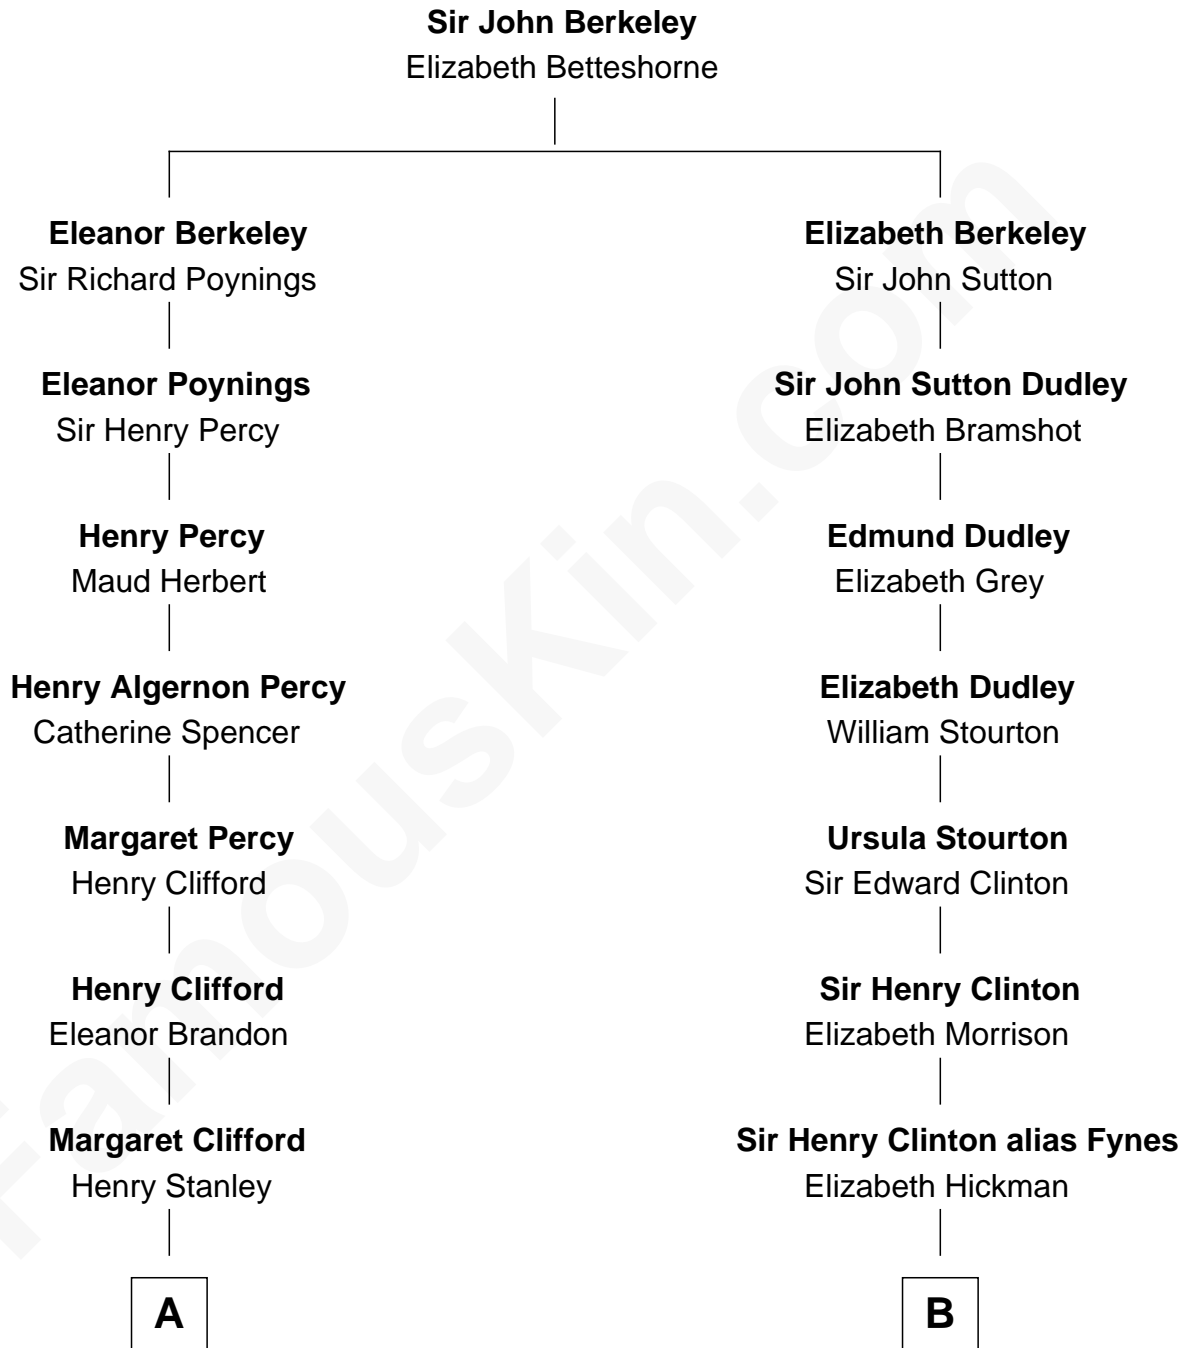 Sir John Berkeley
Elizabeth Betteshorne
Eleanor Berkeley
Sir Richard Poynings
Elizabeth Berkeley
Sir John Sutton
Eleanor Poynings
Sir Henry Percy
Sir John Sutton Dudley
Elizabeth Bramshot
Henry Percy
Maud Herbert
Edmund Dudley
Elizabeth Grey
Henry Algernon Percy
Catherine Spencer
Elizabeth Dudley
William Stourton
Margaret Percy
Henry Clifford
Ursula Stourton
Sir Edward Clinton
Henry Clifford
Eleanor Brandon
Sir Henry Clinton
Elizabeth Morrison
Margaret Clifford
Henry Stanley
Sir Henry Clinton alias Fynes
Elizabeth Hickman
A
B
FamousKin.com